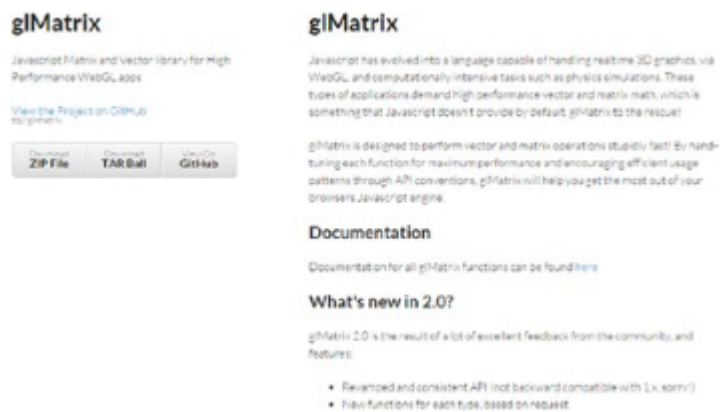 glMatrix
Javascript Matrix and Vector library for High
Performance WebGL apps
View the Project on GitHub
Download
ZIP File
Download
TAR Ball
View On
GitHub
glMatrix
Javascript has evolved into a language capable of handling realtime 3D graphics, via
WebGL, and computationally intensive tasks such as physics simulations. These
types of applications demand high performance vector and matrix math, which is
something that Javascript doesn't provide by default. glMatrix to the rescue!
glMatrix is designed to perform vector and matrix operations stupidly fast! By hand-
tuning each function for maximum performance and encouraging efficient usage
patterns through API conventions, glMatrix will help you get the most out of your
browsers Javascript engine.
Documentation
Documentation for all glMatrix functions can be found here
What's new in 2.0?
glMatrix 2.0 is the result of a lot of excellent feedback from the community, and
features:
• Revamped and consistent API (not backward compatible with 1.x, sorry!)
• New functions for each type, based on request.